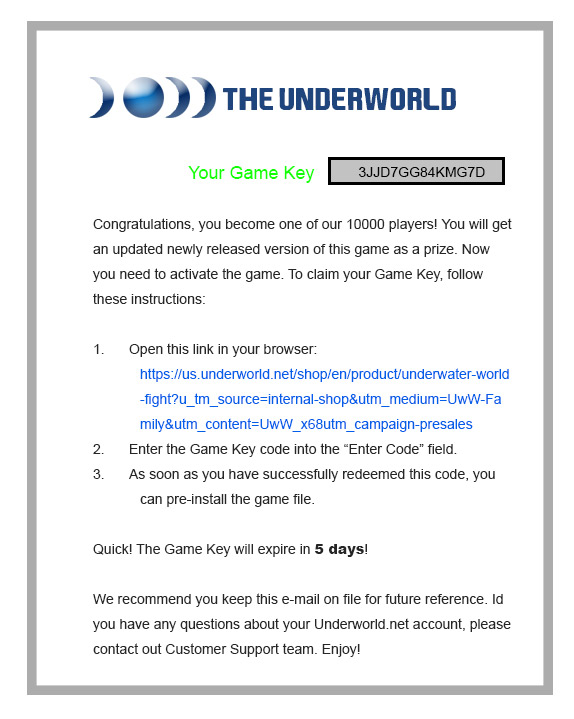 THE UNDERWORLD
Your Game Key 3JJD7GG84KMG7D
Congratulations, you become one of our 10000 players! You will get
an updated newly released version of this game as a prize. Now
you need to activate the game. To claim your Game Key, follow
these instructions:
1. Open this link in your browser:
https://us.underworld.net/shop/en/product/underwater-world
-fight?u_tm_source=internal-shop&utm_medium=UwW-Fa
mily&utm_content=UwW_x68utm_campaign-presales
2. Enter the Game Key code into the “Enter Code” field.
3. As soon as you have successfully redeemed this code, you
can pre-install the game file.
Quick! The Game Key will expire in 5 days!
We recommend you keep this e-mail on file for future reference. Id
you have any questions about your Underworld.net account, please
contact out Customer Support team. Enjoy!